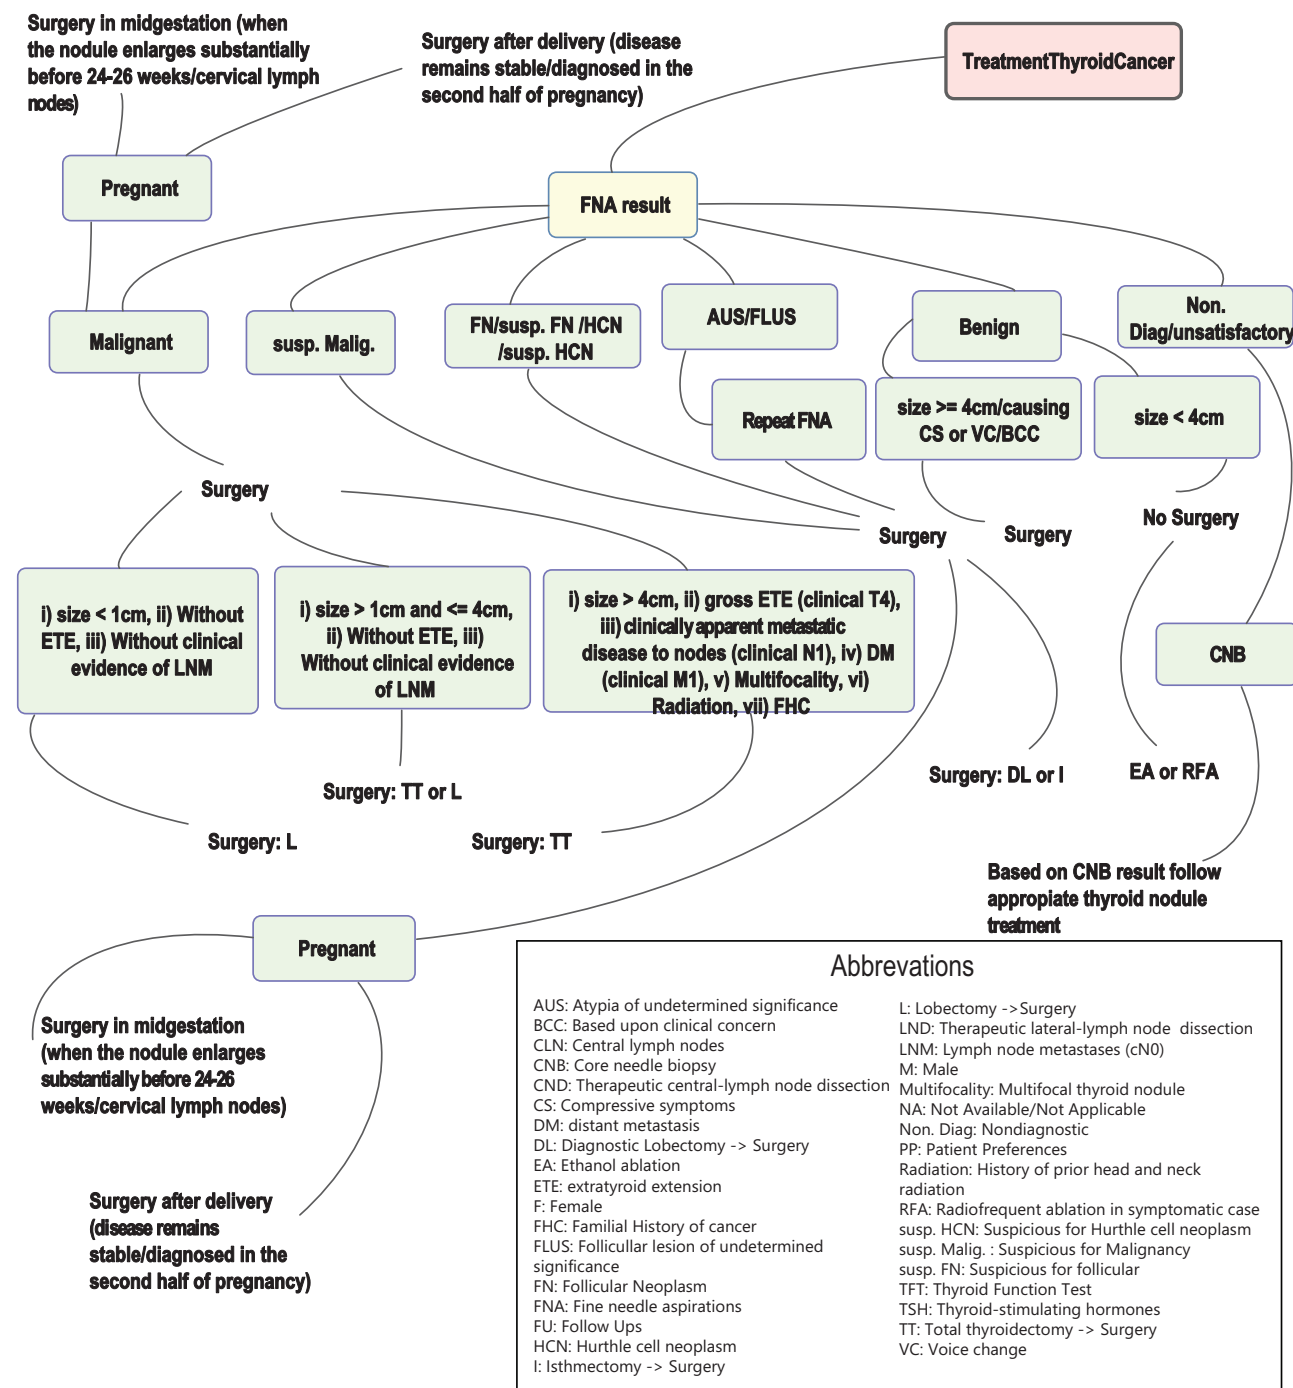 Surgery in midgestation (when
the nodule enlarges substantially
before 24-26 weeks/cervical lymph
nodes)
Surgery after delivery (disease
remains stable/diagnosed in the
second half of pregnancy)
TreatmentThyroidCancer
Pregnant
FNA result
Malignant
susp. Malig.
FN/susp. FN /HCN
/susp. HCN
AUS/FLUS
Benign
Non.
Diag/unsatisfactory
Repeat FNA
size >= 4cm/causing
CS or VC/BCC
size < 4cm
Surgery
Surgery
Surgery
No Surgery
i) size < 1cm, ii) Without
ETE, iii) Without clinical
evidence of LNM
i) size > 1cm and <= 4cm,
ii) Without ETE, iii)
Without clinical evidence
of LNM
i) size > 4cm, ii) gross ETE (clinical T4),
iii) clinically apparent metastatic
disease to nodes (clinical N1), iv) DM
(clinical M1), v) Multifocality, vi)
Radiation, vii) FHC
CNB
Surgery: TT or L
Surgery: L
Surgery: TT
Surgery: DL or I
EA or RFA
Based on CNB result follow
appropiate thyroid nodule
treatment
Pregnant
Surgery in midgestation
(when the nodule enlarges
substantially before 24-26
weeks/cervical lymph nodes)
Surgery after delivery
(disease remains
stable/diagnosed in the
second half of pregnancy)
Abbrevations
AUS: Atypia of undetermined significance
BCC: Based upon clinical concern
CLN: Central lymph nodes
CNB: Core needle biopsy
CND: Therapeutic central-lymph node dissection
CS: Compressive symptoms
DM: distant metastasis
DL: Diagnostic Lobectomy -> Surgery
EA: Ethanol ablation
ETE: extratyroid extension
F: Female
FHC: Familial History of cancer
FLUS: Follicullar lesion of undetermined
significance
FN: Follicular Neoplasm
FNA: Fine needle aspirations
FU: Follow Ups
HCN: Hurthle cell neoplasm
I: Isthmectomy -> Surgery
L: Lobectomy ->Surgery
LND: Therapeutic lateral-lymph node dissection
LNM: Lymph node metastases (cN0)
M: Male
Multifocality: Multifocal thyroid nodule
NA: Not Available/Not Applicable
Non. Diag: Nondiagnostic
PP: Patient Preferences
Radiation: History of prior head and neck
radiation
RFA: Radiofrequent ablation in symptomatic case
susp. HCN: Suspicious for Hurthle cell neoplasm
susp. Malig. : Suspicious for Malignancy
susp. FN: Suspicious for follicular
TFT: Thyroid Function Test
TSH: Thyroid-stimulating hormones
TT: Total thyroidectomy -> Surgery
VC: Voice change